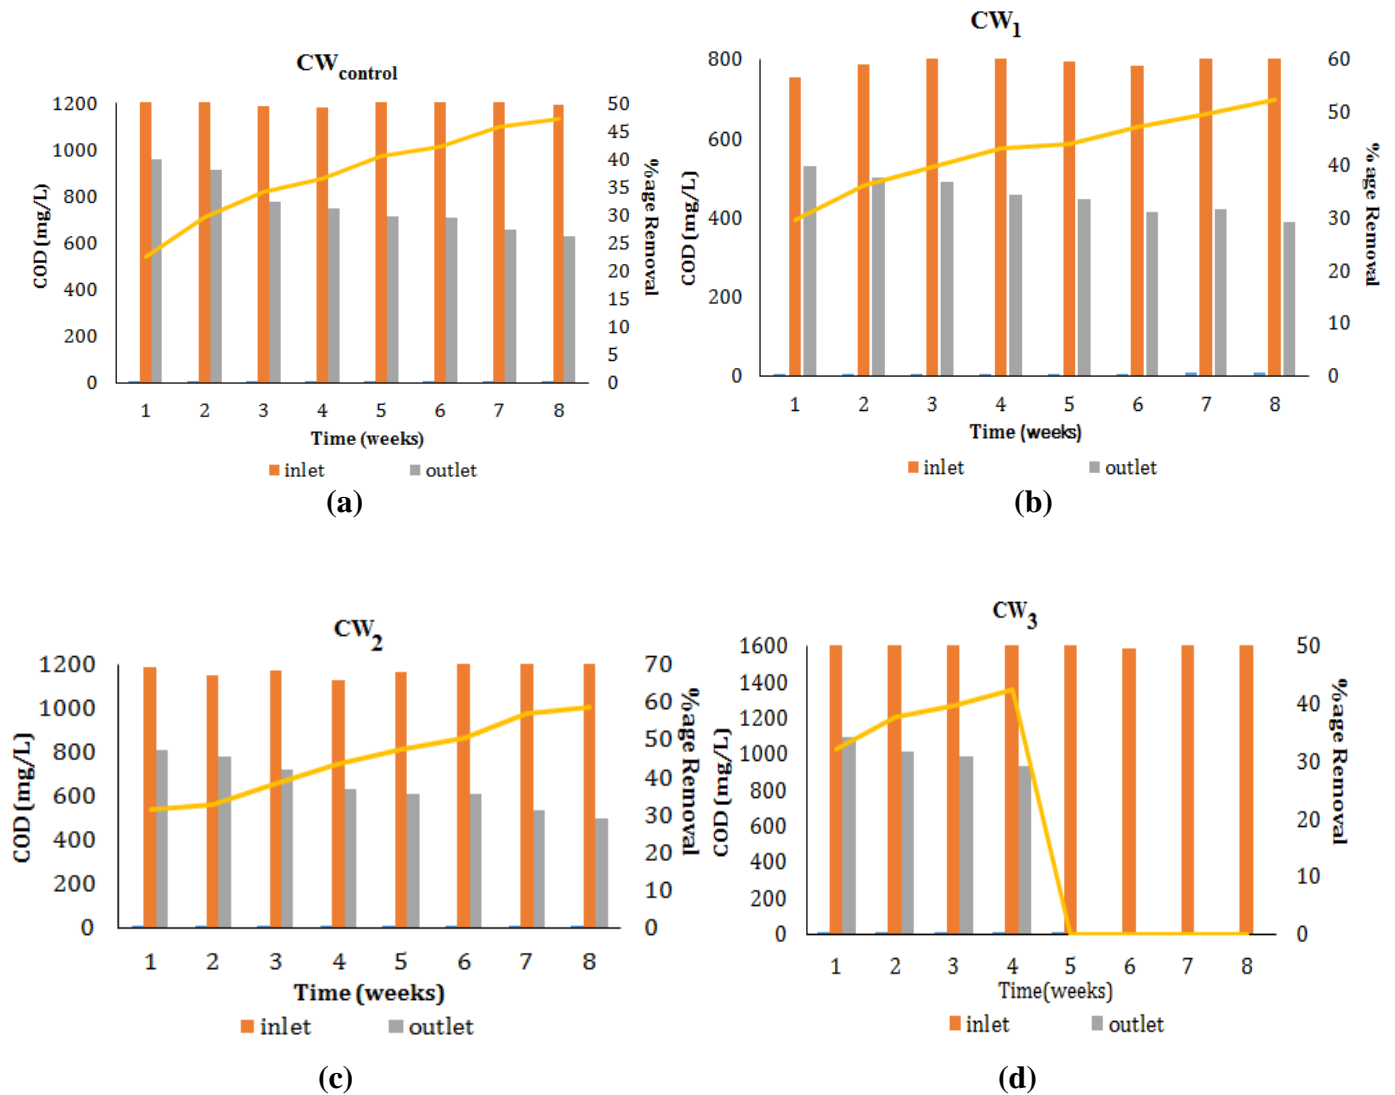 CW control
COD (mg/L)
1200
1000
800
600
400
200
0
50
45
40
35
30
25
20
15
10
5
0
%age Removal
1 2 3 4 5 6 7 8
Time (weeks)
inlet outlet
(a)
CW1
COD (mg/L)
800
600
400
200
0
60
50
40
30
20
10
0
%age Removal
1 2 3 4 5 6 7 8
Time (weeks)
inlet outlet
(b)
CW2
COD (mg/L)
1200
1000
800
600
400
200
0
70
60
50
40
30
20
10
0
%age Removal
1 2 3 4 5 6 7 8
Time (weeks)
inlet outlet
(c)
CW3
COD (mg/L)
1600
1400
1200
1000
800
600
400
200
0
50
40
30
20
10
0
%age Removal
1 2 3 4 5 6 7 8
Time(weeks)
inlet outlet
(d)